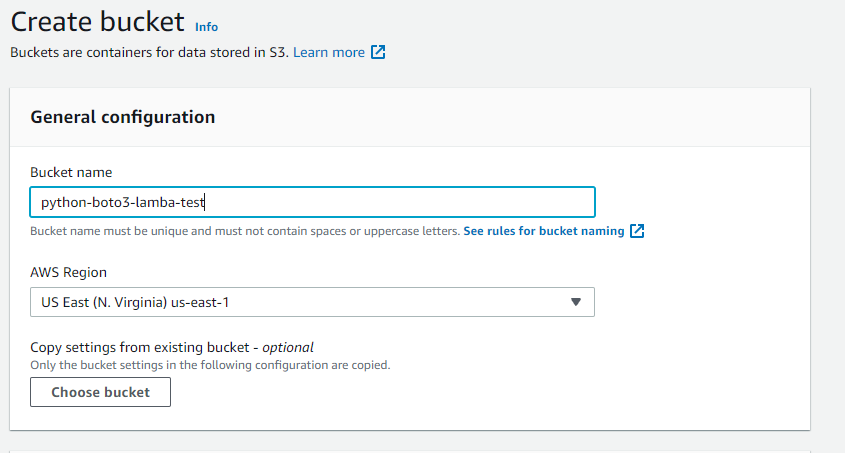 Create bucket Info
Buckets are containers for data stored in S3. Learn more
General configuration
Bucket name
python-boto3-lamba-test
Bucket name must be unique and must not contain spaces or uppercase letters. See rules for bucket naming
AWS Region
US East (N. Virginia) us-east-1
Copy settings from existing bucket - optional
Only the bucket settings in the following configuration are copied.
Choose bucket